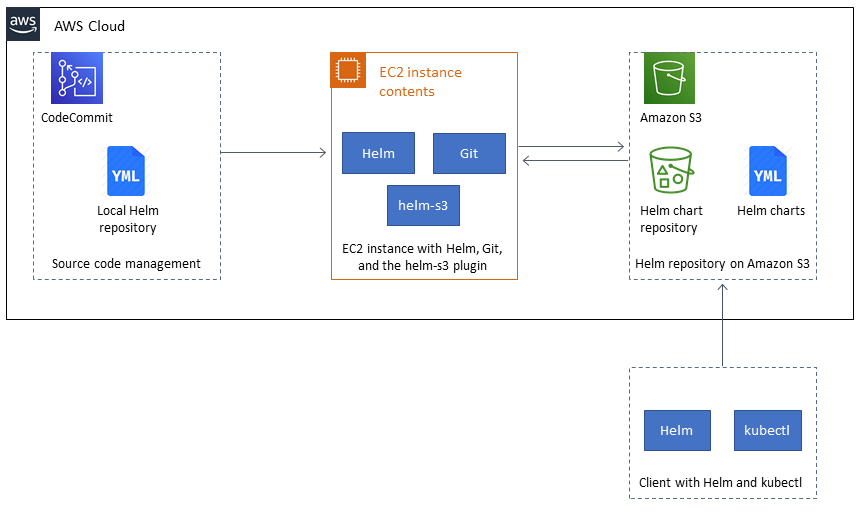 aws
AWS Cloud
CodeCommit
YML
Local Helm
repository
Source code management
EC2 instance
contents
Helm
Git
helm-s3
EC2 instance with Helm, Git,
and the helm-s3 plugin
Amazon S3
Helm chart
repository
YML
Helm charts
Helm repository on Amazon S3
Helm
kubectl
Client with Helm and kubectl